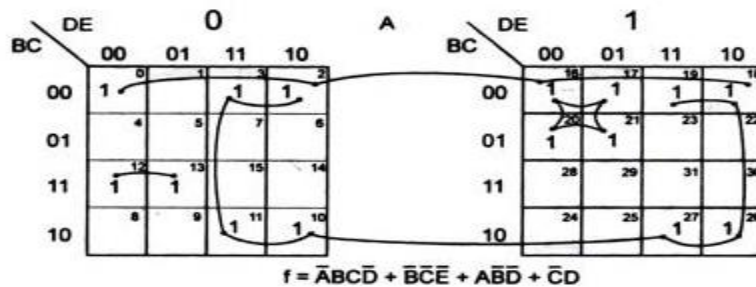 DE 0 A DE 1
BC BC
00 01 11 10 00 01 11 10
0 1 3 2 16 17 19
00 1 1 1 00 1 1 1 1
4 5 7 6 20 21 23 22
01 01 1 1
12 13 15 14 28 29 31
11 1 1 11
8 9 11 10 24 25 27
10 1 1 10 1 1
f = A̅BCD̅ + B̅C̅E̅ + AB̅D̅ + C̅D